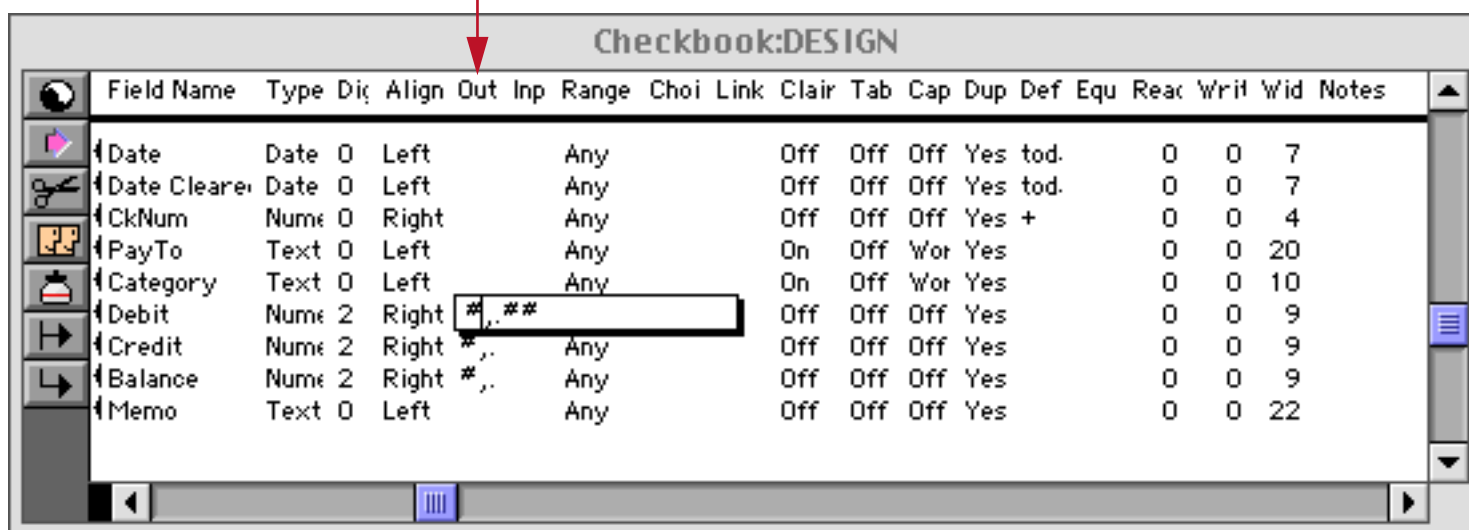 Checkbook:DESIGN
Field Name Type Dig Align Out Inp Range Choi Link Clair Tab Cap Dup Def Equ Reac Writ Wid Notes
Date Date 0 Left Any Off Off Off Yes tod. 0 0 7
Date Cleare Date 0 Left Any Off Off Off Yes tod. 0 0 7
CkNum Nume 0 Right Any Off Off Off Yes + 0 0 4
PayTo Text 0 Left Any On Off Wor Yes 0 0 20
Category Text 0 Left Any On Off Wor Yes 0 0 10
Debit Nume 2 Right #,.## Off Off Off Yes 0 0 9
Credit Nume 2 Right #,. Any Off Off Off Yes 0 0 9
Balance Nume 2 Right #,. Any Off Off Off Yes 0 0 9
Memo Text 0 Left Any Off Off Off Yes 0 0 22